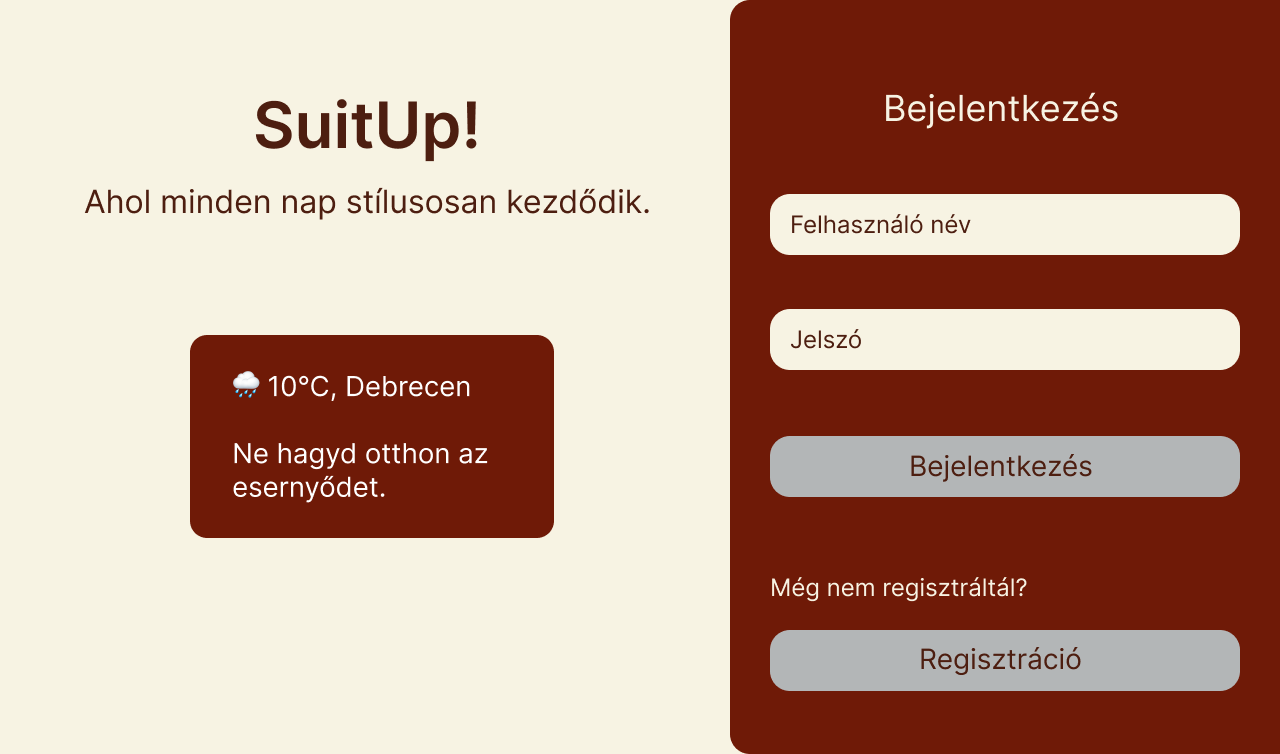 SuitUp!
Ahol minden nap stílusosan kezdődik.
🌧️ 10°C, Debrecen
Ne hagyd otthon az
esernyődet.
Bejelentkezés
Felhasználó név
Jelszó
Bejelentkezés
Még nem regisztráltál?
Regisztráció